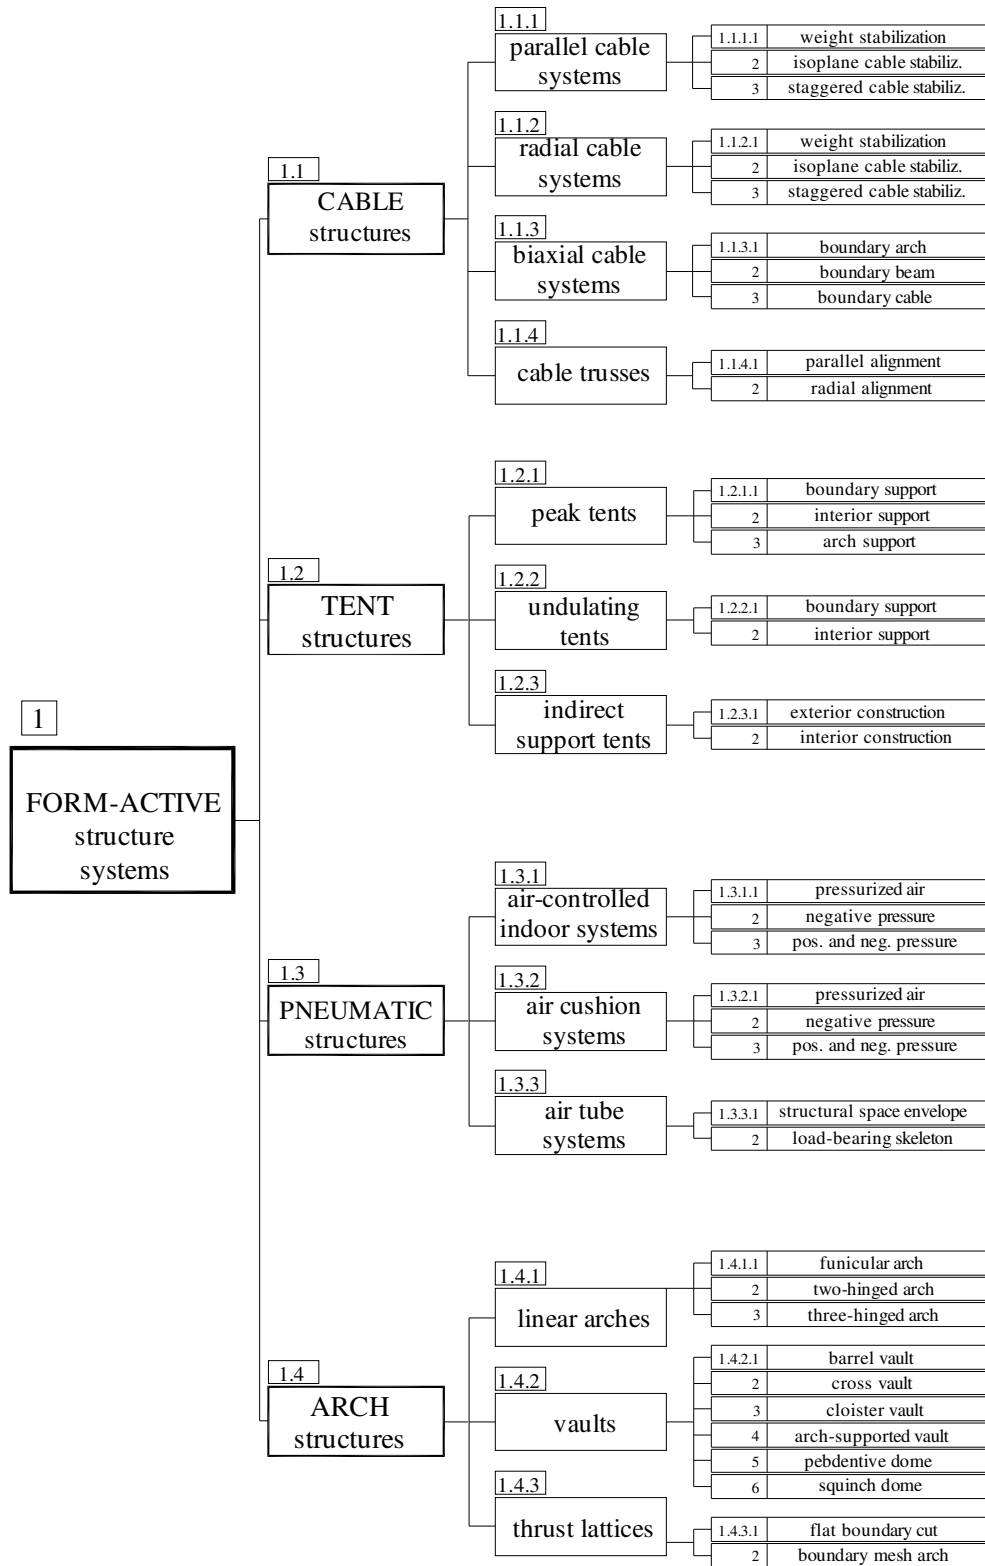 1
FORM-ACTIVE
structure
systems
1.1
CABLE
structures
1.1.1
parallel cable
systems
1.1.1.1 weight stabilization
2 isoplane cable stabiliz.
3 staggered cable stabiliz.
1.1.2
radial cable
systems
1.1.2.1 weight stabilization
2 isoplane cable stabiliz.
3 staggered cable stabiliz.
1.1.3
biaxial cable
systems
1.1.3.1 boundary arch
2 boundary beam
3 boundary cable
1.1.4
cable trusses
1.1.4.1 parallel alignment
2 radial alignment
1.2
TENT
structures
1.2.1
peak tents
1.2.1.1 boundary support
2 interior support
3 arch support
1.2.2
undulating
tents
1.2.2.1 boundary support
2 interior support
1.2.3
indirect
support tents
1.2.3.1 exterior construction
2 interior construction
1.3
PNEUMATIC
structures
1.3.1
air-controlled
indoor systems
1.3.1.1 pressurized air
2 negative pressure
3 pos. and neg. pressure
1.3.2
air cushion
systems
1.3.2.1 pressurized air
2 negative pressure
3 pos. and neg. pressure
1.3.3
air tube
systems
1.3.3.1 structural space envelope
2 load-bearing skeleton
1.4
ARCH
structures
1.4.1
linear arches
1.4.1.1 funicular arch
2 two-hinged arch
3 three-hinged arch
1.4.2
vaults
1.4.2.1 barrel vault
2 cross vault
3 cloister vault
4 arch-supported vault
5 pebdentive dome
6 squinch dome
1.4.3
thrust lattices
1.4.3.1 flat boundary cut
2 boundary mesh arch